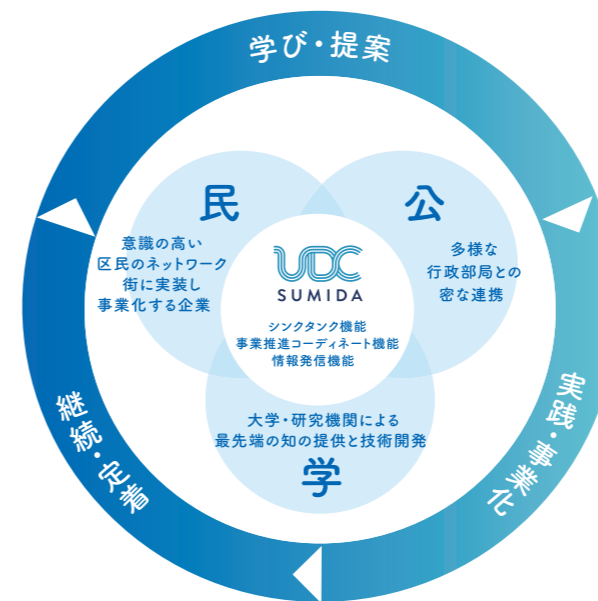 学び・提案
民
意識の高い
区民のネットワーク
街に実装し
事業化する企業
公
多様な
行政部局との
密な連携
UDC
SUMIDA
シンクタンク機能
事業推進コーディネート機能
情報発信機能
大学・研究機関による
最先端の知の提供と技術開発
学
実践・事業化
継続・定着